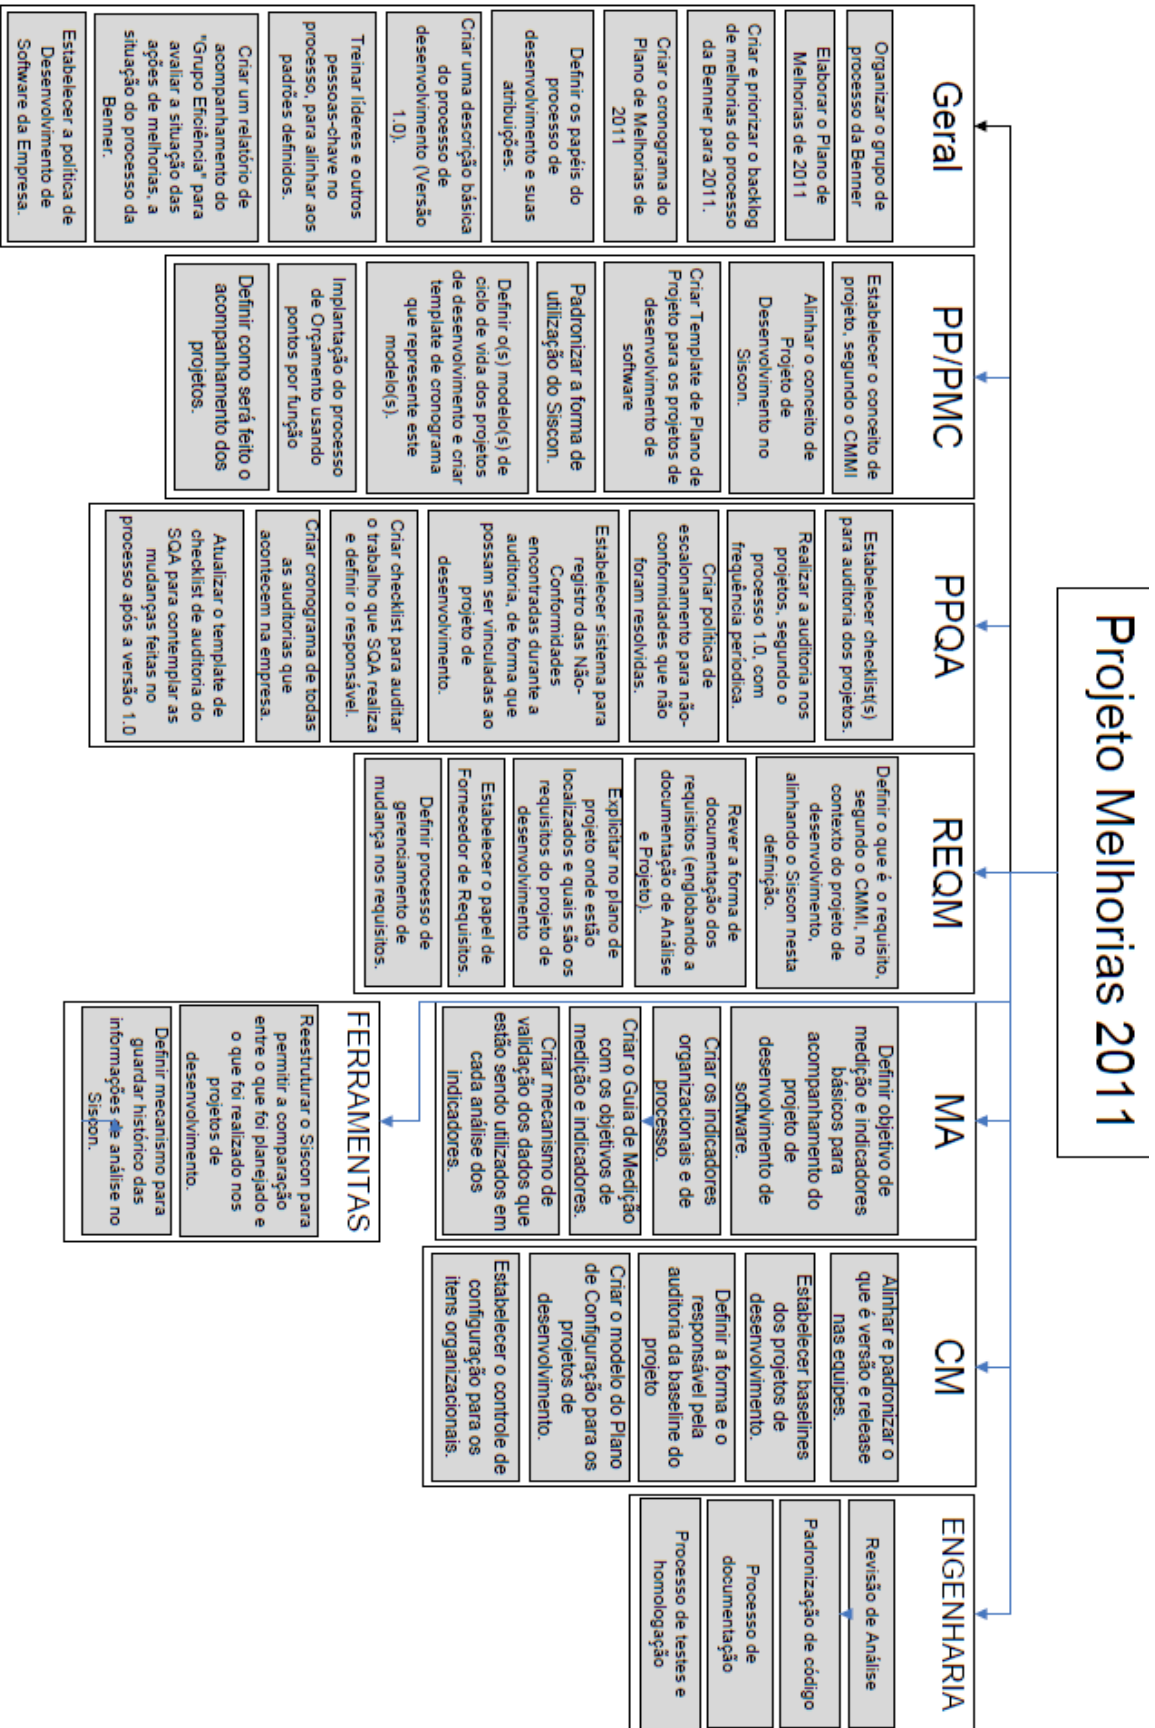 Projeto Melhorias 2011
Geral
Organizar o grupo de
processo da Benner
Elaborar o Plano de
Melhorias de 2011
Criar e priorizar o backlog
de melhorias do processo
da Benner para 2011.
Criar o cronograma do
Plano de Melhorias de
2011
Definir os papéis do
processo de
desenvolvimento e suas
atribuições.
Criar uma descrição básica
do processo de
desenvolvimento (Versão
1.0).
Treinar líderes e outros
pessoas-chave no
processo, para alinhar aos
padrões definidos.
Criar um relatório de
acompanhamento do
"Grupo Eficiência" para
avaliar a situação das
ações de melhorias, a
situação do processo da
Benner.
Estabelecer a política de
Desenvolvimento de
Software da Empresa.
PP/PMC
Estabelecer o conceito de
projeto, segundo o CMMI
Alinhar o conceito de
Projeto de
Desenvolvimento no
Siscon.
Criar Template de Plano de
Projeto para os projetos de
desenvolvimento de
software
Padronizar a forma de
utilização do Siscon.
Definir o(s) modelo(s) de
ciclo de vida dos projetos
de desenvolvimento e criar
template de cronograma
que represente este
modelo(s).
Implantação do processo
de Orçamento usando
pontos por função
Definir como será feito o
acompanhamento dos
projetos.
PPQA
Estabelecer checklist(s)
para auditoria dos projetos.
Realizar a auditoria nos
projetos, segundo o
processo 1.0, com
frequência periodica.
Criar política de
escalonamento para não-
conformidades que não
foram resolvidas.
Estabelecer sistema para
registro das Não-
Conformidades
encontradas durante a
auditoria, de forma que
possam ser vinculadas ao
projeto de
desenvolvimento.
Criar checklist para auditar
o trabalho que SQA realiza
e definir o responsável.
Criar cronograma de todas
as auditorias que
acontecem na empresa.
Atualizar o template de
checklist de auditoria do
SQA para contemplar as
mudanças feitas no
processo após a versão 1.0
REQM
Definir o que é o requisito,
segundo o CMMI, no
contexto do projeto de
desenvolvimento,
alinhando o Siscon nesta
definição.
Rever a forma de
documentação dos
requisitos (englobando a
documentação de Análise
e Projeto).
Explicitar no plano de
projeto onde estão
localizados e quais são os
requisitos do projeto de
desenvolvimento
Estabelecer o papel de
Fornecedor de Requisitos.
Definir processo de
gerenciamento de
mudança nos requisitos.
MA
Definir objetivo de
medição e indicadores
básicos para
acompanhamento do
projeto de
desenvolvimento de
software.
Criar os indicadores
organizacionais e de
processo.
Criar o Guia de Medição
com os objetivos de
medição e indicadores.
Criar mecanismo de
validação dos dados que
estão sendo utilizados em
cada análise dos
indicadores.
FERRAMENTAS
Reestruturar o Siscon para
permitir a comparação
entre o que foi planejado e
o que foi realizado nos
projetos de
desenvolvimento.
Definir mecanismo para
guardar histórico das
informações de análise no
Siscon.
CM
Alinhar e padronizar o
que é versão e release
nas equipes.
Estabelecer baselines
dos projetos de
desenvolvimento.
Definir a forma e o
responsável pela
auditoria da baseline do
projeto
Criar o modelo do Plano
de Configuração para os
projetos de
desenvolvimento.
Estabelecer o controle de
configuração para os
itens organizacionais.
ENGENHARIA
Revisão de Análise
Padronização de código
Processo de
documentação
Processo de testes e
homologação